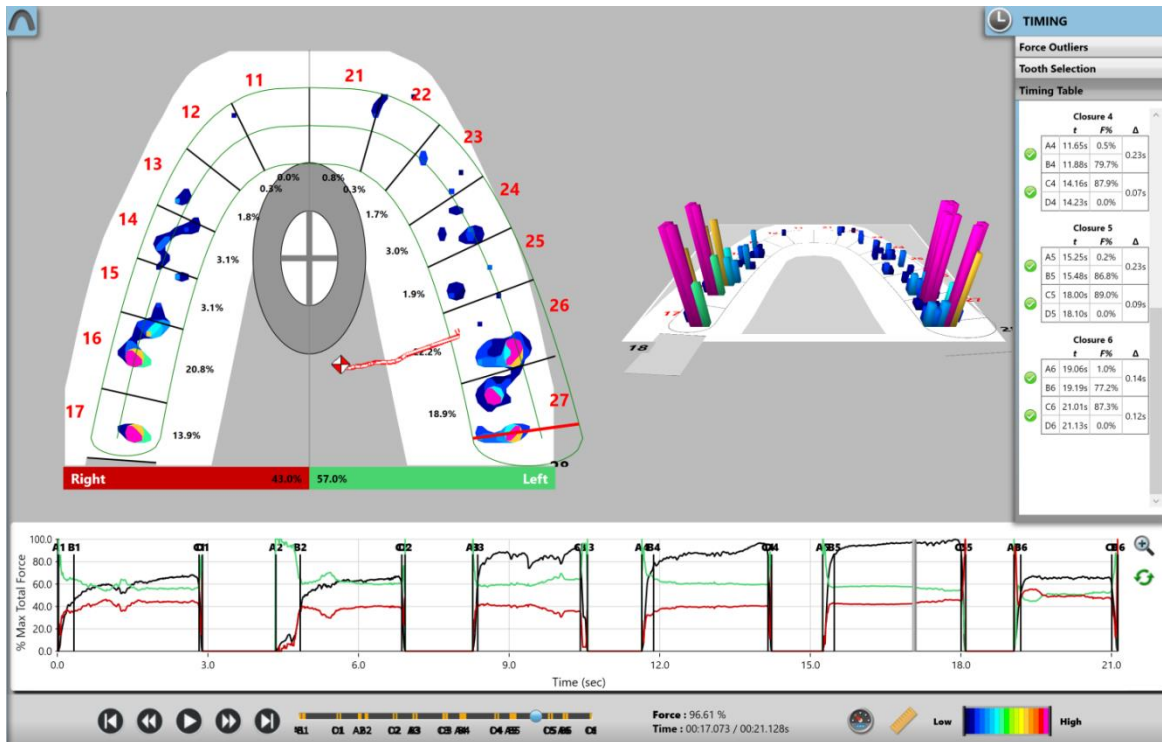 TIMING
Force Outliers
Tooth Selection
Timing Table
Closure 4
t F% Δ
A4 11.65s 0.5% 0.23s
B4 11.88s 79.7%
C4 14.16s 87.9% 0.07s
D4 14.23s 0.0%
Closure 5
t F% Δ
A5 15.25s 0.2% 0.23s
B5 15.48s 86.8%
C5 18.00s 89.0% 0.09s
D5 18.10s 0.0%
Closure 6
t F% Δ
A6 19.06s 1.0% 0.14s
B6 19.19s 77.2%
C6 21.01s 87.3% 0.12s
D6 21.13s 0.0%
11 21
12 22
13 23
14 24
15 25
16 26
17 27
0.0% 0.8%
0.3% 0.3%
1.8% 1.7%
3.1% 3.0%
3.1% 1.9%
20.8%
13.9% 18.9%
17
18
Right 43.0% 57.0% Left
% Max Total Force
100.0
80.0
60.0
40.0
20.0
0.0
A1 B1 A2 B2
0.0 3.0 6.0 9.0 12.0 15.0 18.0 21.0
Time (sec)
Force : 96.61 %
Time : 00:17.073 / 00:21.128s
Low High